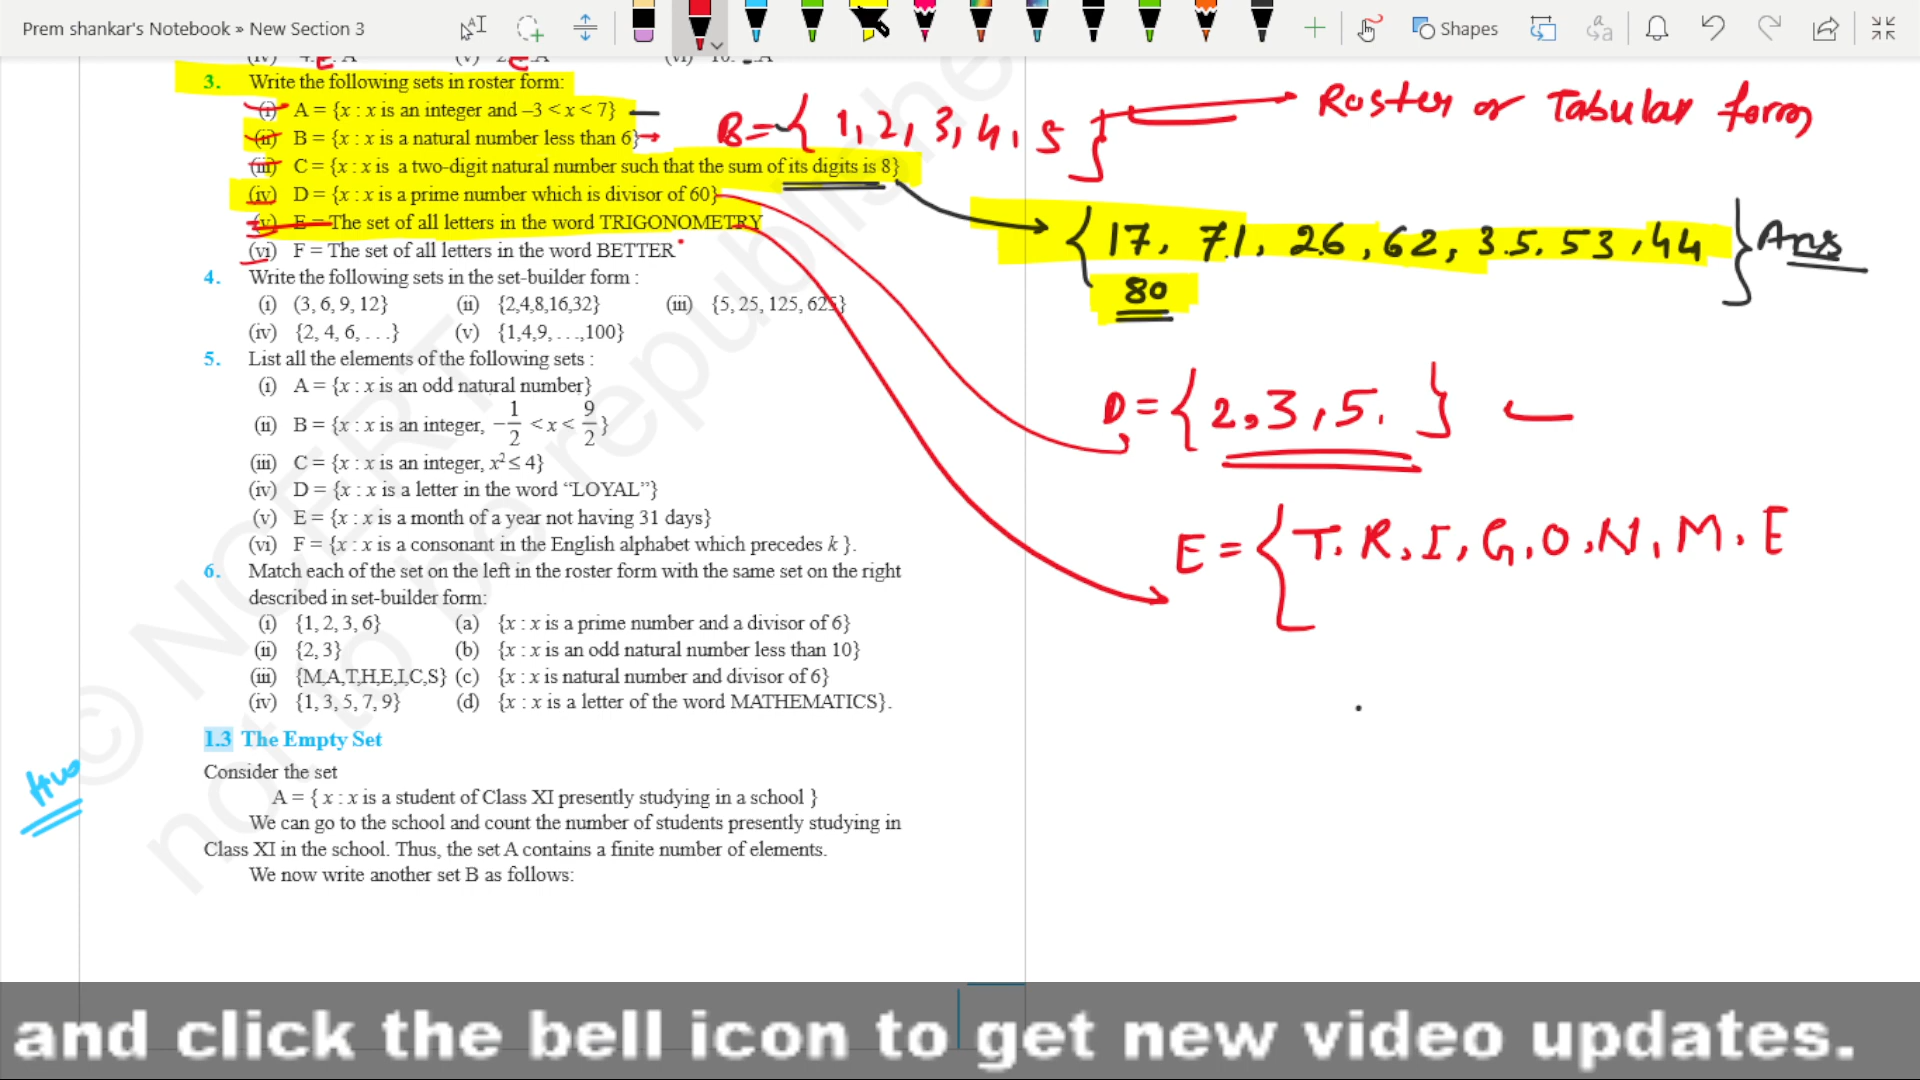 Prem shankar's Notebook » New Section 3
Shapes
3. Write the following sets in roster form:
(i) A = {x : x is an integer and –3 < x < 7}
(ii) B = {x : x is a natural number less than 6}
(iii) C = {x : x is a two-digit natural number such that the sum of its digits is 8}
(iv) D = {x : x is a prime number which is divisor of 60}
(v) E = The set of all letters in the word TRIGONOMETRY
(vi) F = The set of all letters in the word BETTER
4. Write the following sets in the set-builder form :
(i) (3, 6, 9, 12} (ii) {2,4,8,16,32} (iii) {5, 25, 125, 625}
(iv) {2, 4, 6, . . .} (v) {1,4,9, . . .,100}
5. List all the elements of the following sets :
(i) A = {x : x is an odd natural number}
(ii) B = {x : x is an integer, –1/2 < x < 9/2}
(iii) C = {x : x is an integer, x² ≤ 4}
(iv) D = {x : x is a letter in the word “LOYAL”}
(v) E = {x : x is a month of a year not having 31 days}
(vi) F = {x : x is a consonant in the English alphabet which precedes k }.
6. Match each of the set on the left in the roster form with the same set on the right
described in set-builder form:
(i) {1, 2, 3, 6} (a) {x : x is a prime number and a divisor of 6}
(ii) {2, 3} (b) {x : x is an odd natural number less than 10}
(iii) {M,A,T,H,E,I,C,S} (c) {x : x is natural number and divisor of 6}
(iv) {1, 3, 5, 7, 9} (d) {x : x is a letter of the word MATHEMATICS}.
1.3 The Empty Set
Consider the set
A = { x : x is a student of Class XI presently studying in a school }
We can go to the school and count the number of students presently studying in
Class XI in the school. Thus, the set A contains a finite number of elements.
We now write another set B as follows:
© NCERT
not to be republished
B = { 1, 2, 3, 4, 5 } Roster or Tabular form
{ 17, 71, 26, 62, 35, 53, 44 } Ans
80
D = { 2, 3, 5. }
E = { T, R, I, G, O, N, M, E
and click the bell icon to get new video updates.